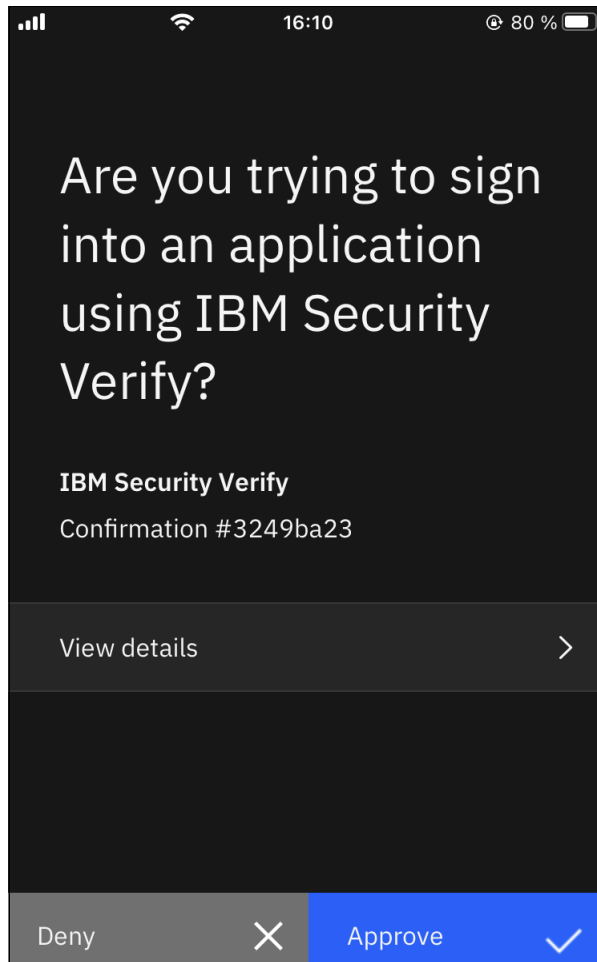 16:10 80 %
Are you trying to sign
into an application
using IBM Security
Verify?
IBM Security Verify
Confirmation #3249ba23
View details
Deny Approve